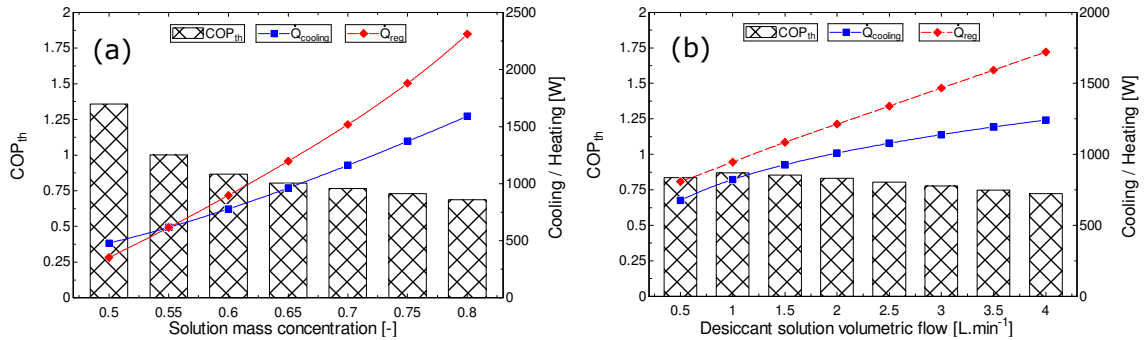 (a)
COP_th Q̇_cooling Q̇_reg
2
1.75
1.5
1.25
1
0.75
0.5
0.25
0
COP_th
2500
2000
1500
1000
500
0
Cooling / Heating [W]
0.5 0.55 0.6 0.65 0.7 0.75 0.8
Solution mass concentration [-]
(b)
COP_th Q̇_cooling Q̇_reg
2
1.75
1.5
1.25
1
0.75
0.5
0.25
0
COP_th
2000
1500
1000
500
0
Cooling / Heating [W]
0.5 1 1.5 2 2.5 3 3.5 4
Desiccant solution volumetric flow [L.min⁻¹]